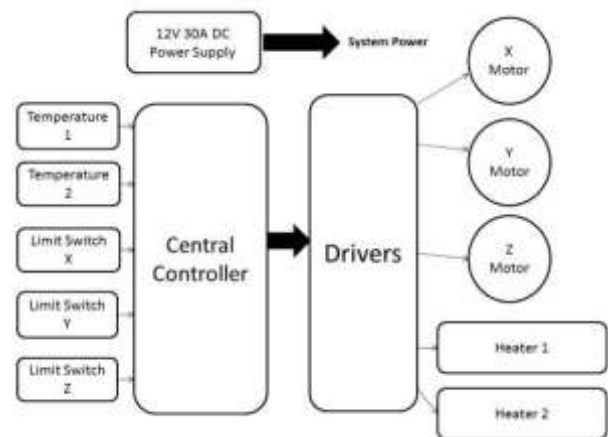 12V 30A DC
Power Supply
System Power
X
Motor
Temperature
1
Temperature
2
Limit Switch
X
Limit Switch
Y
Limit Switch
Z
Central
Controller
Drivers
Y
Motor
Z
Motor
Heater 1
Heater 2